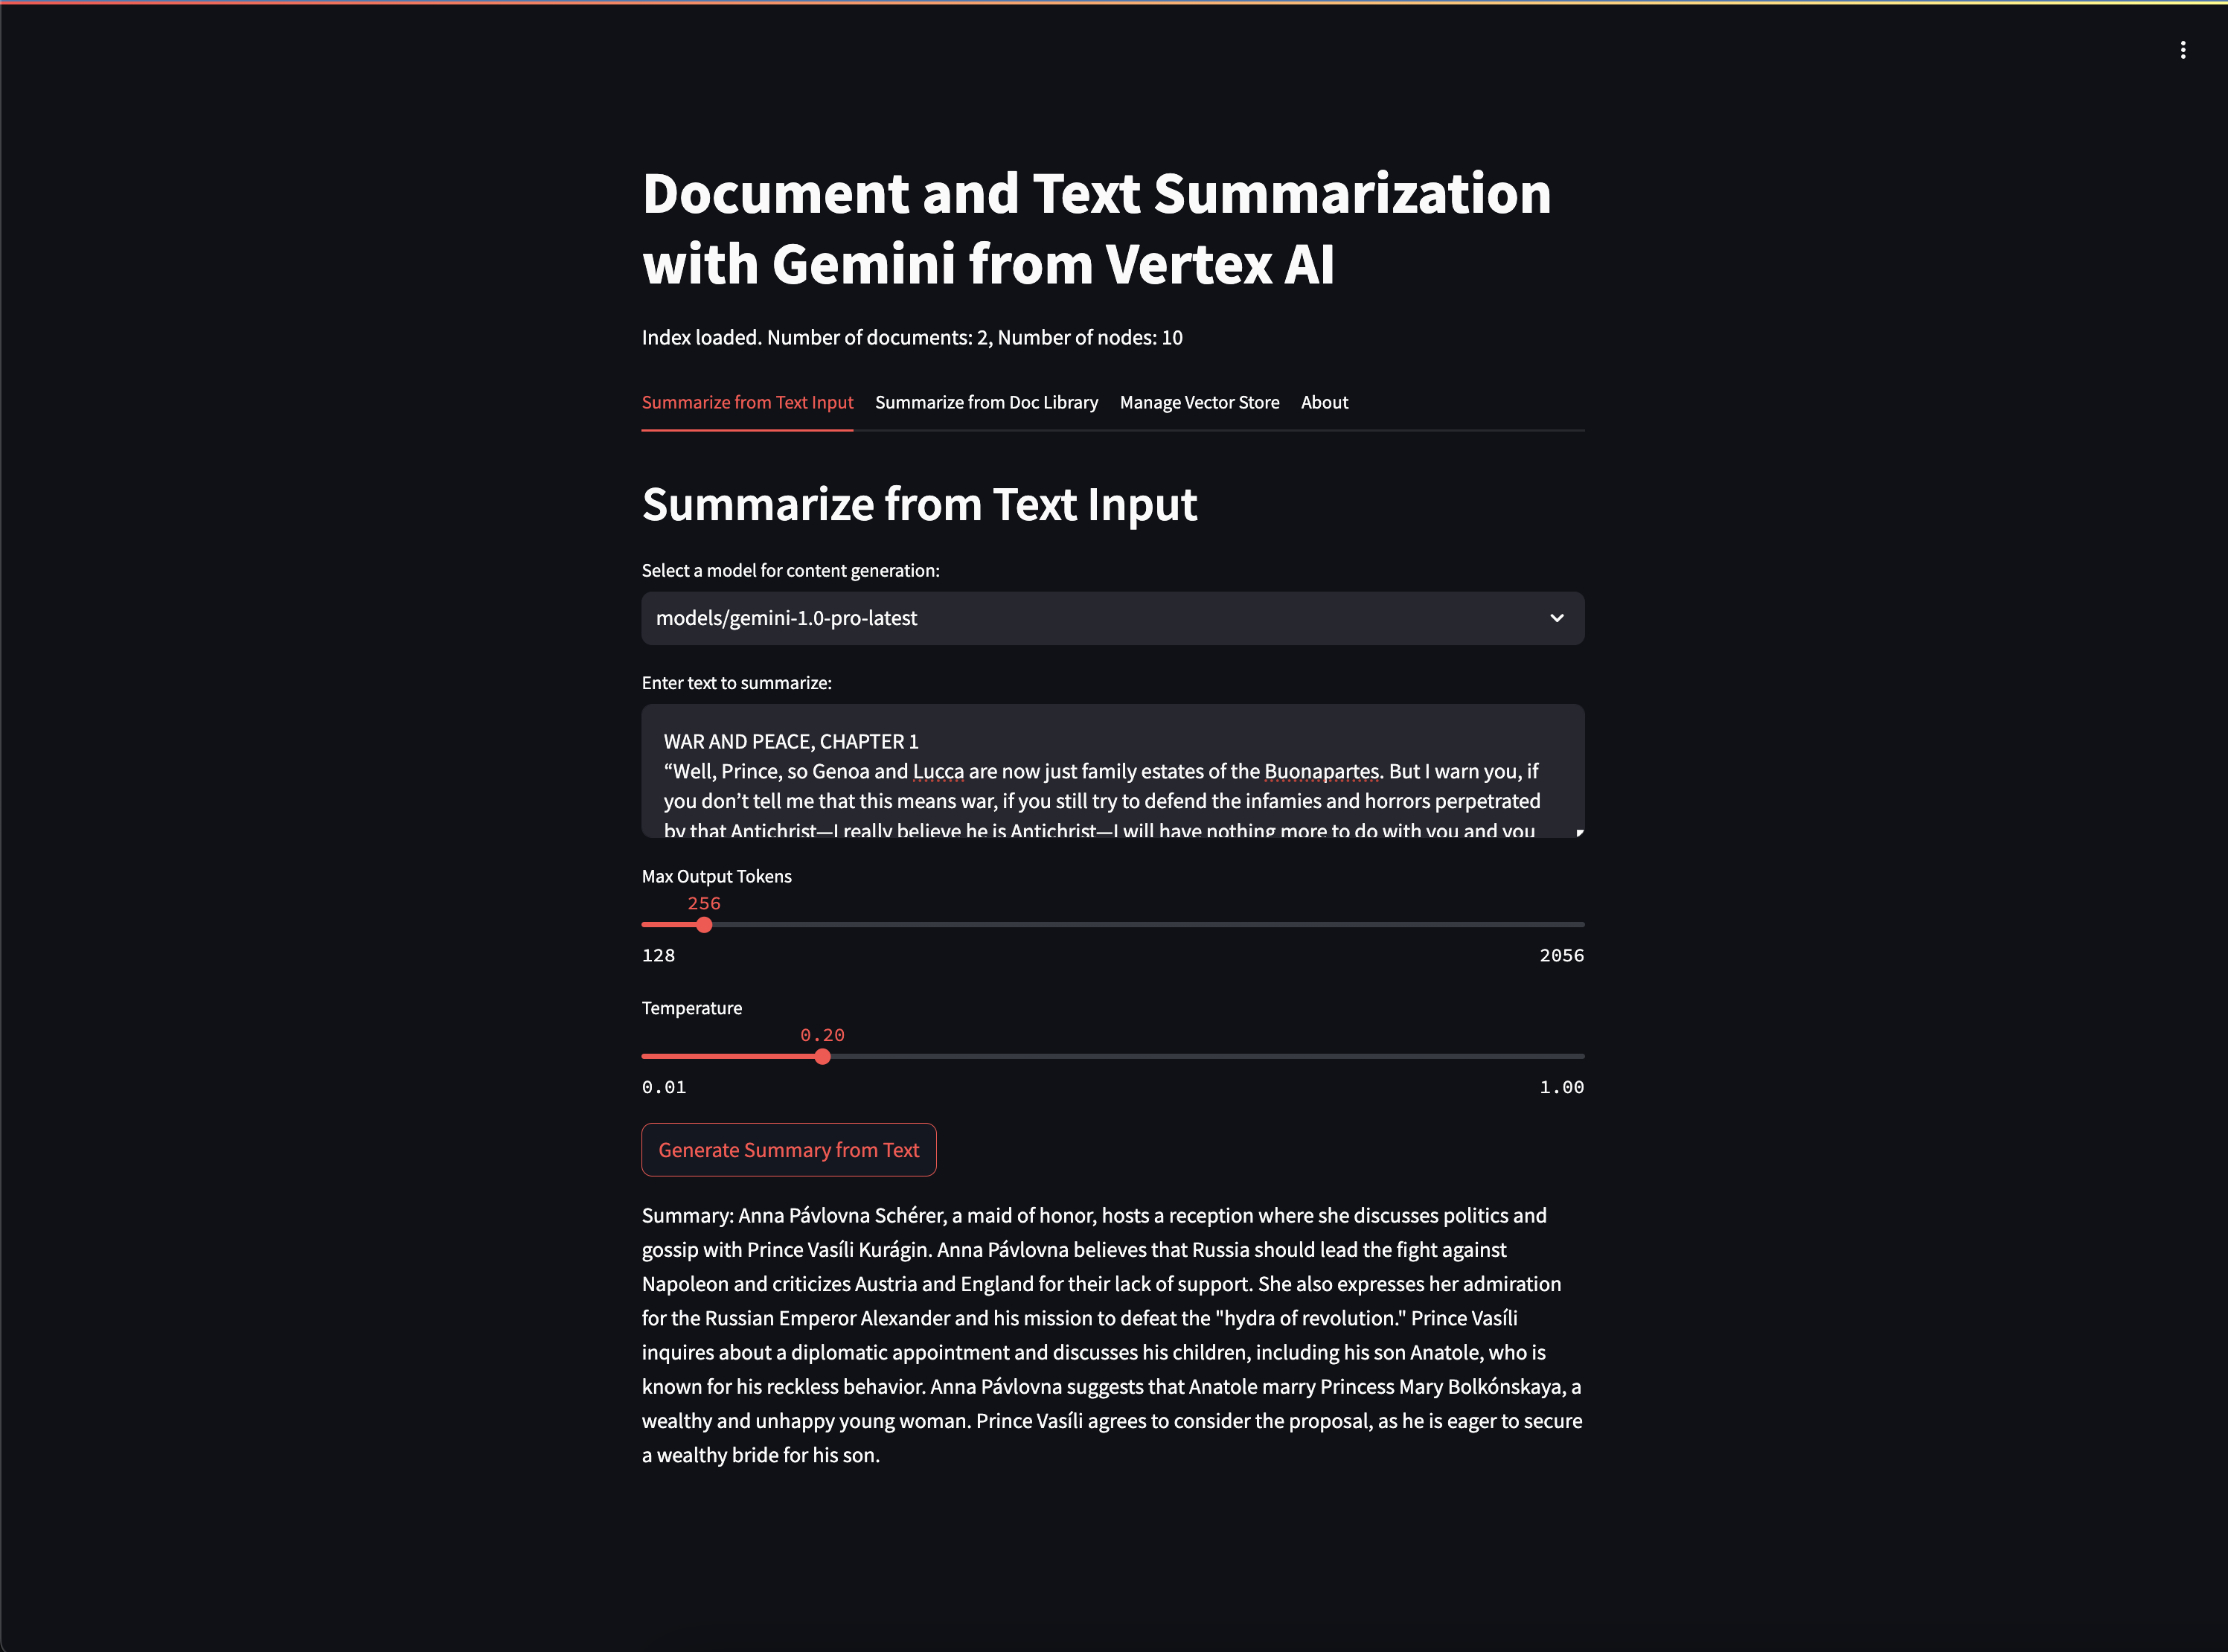 Document and Text Summarization
with Gemini from Vertex AI
Index loaded. Number of documents: 2, Number of nodes: 10
Summarize from Text Input Summarize from Doc Library Manage Vector Store About
Summarize from Text Input
Select a model for content generation:
models/gemini-1.0-pro-latest
Enter text to summarize:
WAR AND PEACE, CHAPTER 1
“Well, Prince, so Genoa and Lucca are now just family estates of the Buonapartes. But I warn you, if
you don’t tell me that this means war, if you still try to defend the infamies and horrors perpetrated
by that Antichrist—I really believe he is Antichrist—I will have nothing more to do with you and you
Max Output Tokens
256
128 2056
Temperature
0.20
0.01 1.00
Generate Summary from Text
Summary: Anna Pávlovna Schérer, a maid of honor, hosts a reception where she discusses politics and
gossip with Prince Vasíli Kurágin. Anna Pávlovna believes that Russia should lead the fight against
Napoleon and criticizes Austria and England for their lack of support. She also expresses her admiration
for the Russian Emperor Alexander and his mission to defeat the "hydra of revolution." Prince Vasíli
inquires about a diplomatic appointment and discusses his children, including his son Anatole, who is
known for his reckless behavior. Anna Pávlovna suggests that Anatole marry Princess Mary Bolkónskaya, a
wealthy and unhappy young woman. Prince Vasíli agrees to consider the proposal, as he is eager to secure
a wealthy bride for his son.